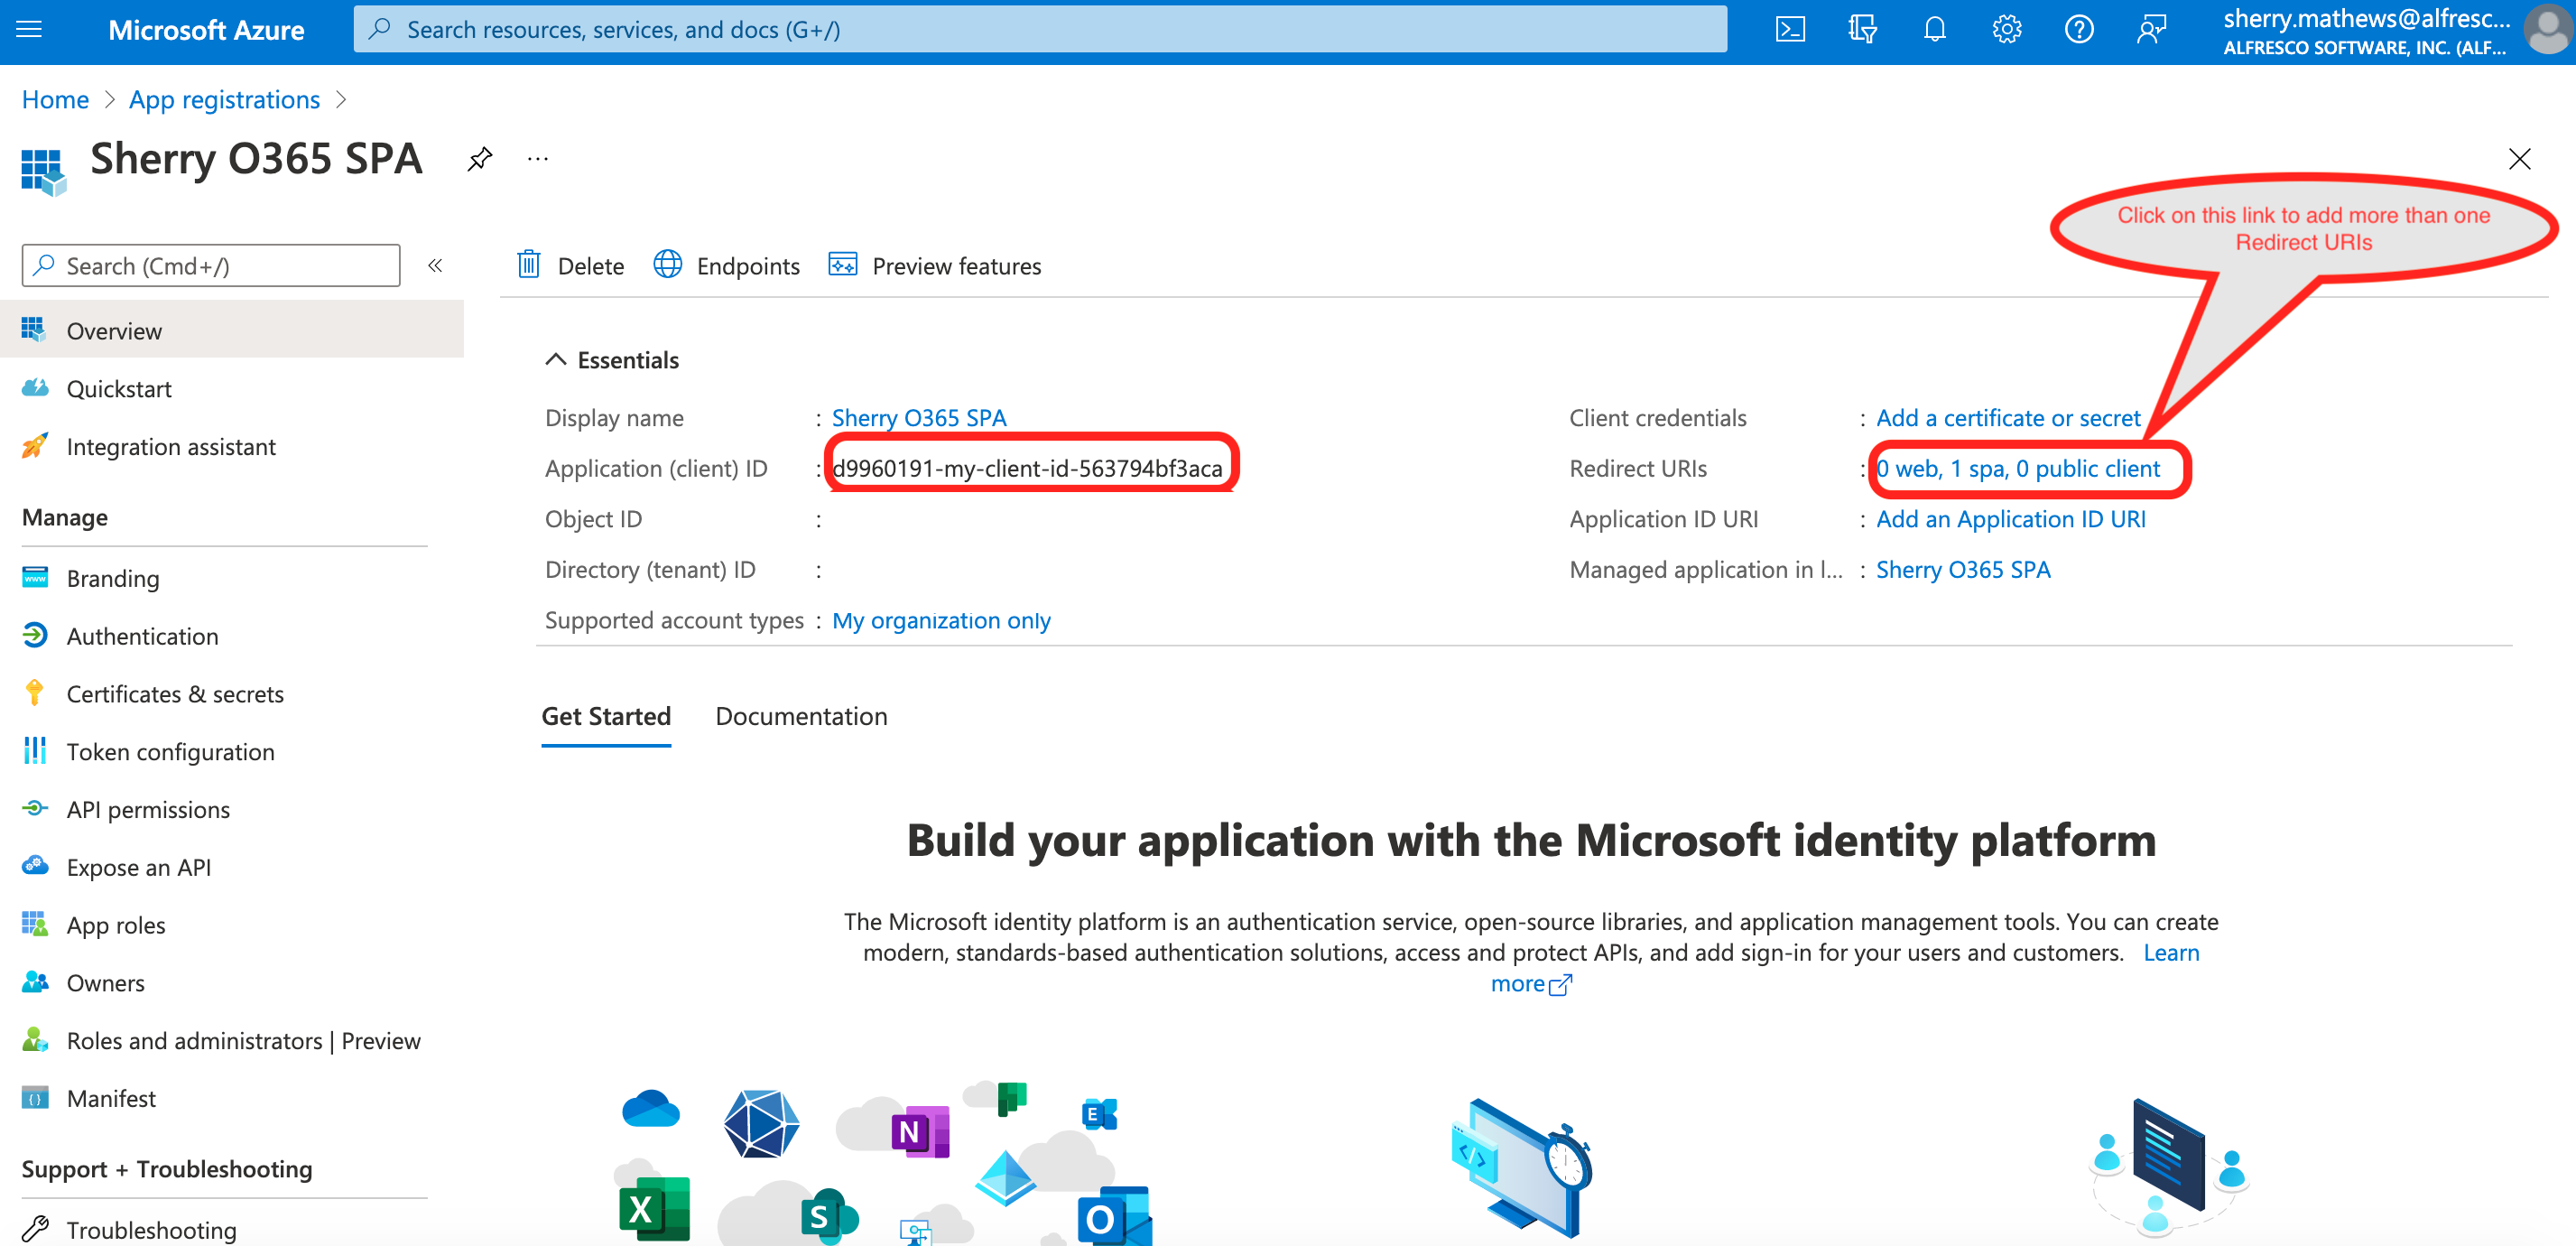 Microsoft Azure
Search resources, services, and docs (G+/)
sherry.mathews@alfresc...
ALFRESCO SOFTWARE, INC. (ALF...
Home > App registrations >
Sherry O365 SPA
...
Click on this link to add more than one
Redirect URIs
Search (Cmd+/)
«
Delete
Endpoints
Preview features
Overview
Quickstart
Integration assistant
Manage
Branding
Authentication
Certificates & secrets
Token configuration
API permissions
Expose an API
App roles
Owners
Roles and administrators | Preview
Manifest
Support + Troubleshooting
Troubleshooting
Essentials
Display name : Sherry O365 SPA
Application (client) ID : d9960191-my-client-id-563794bf3aca
Object ID :
Directory (tenant) ID :
Supported account types : My organization only
Client credentials : Add a certificate or secret
Redirect URIs : 0 web, 1 spa, 0 public client
Application ID URI : Add an Application ID URI
Managed application in l... : Sherry O365 SPA
Get Started
Documentation
Build your application with the Microsoft identity platform
The Microsoft identity platform is an authentication service, open-source libraries, and application management tools. You can create
modern, standards-based authentication solutions, access and protect APIs, and add sign-in for your users and customers. Learn
more
N
E
X
S
O